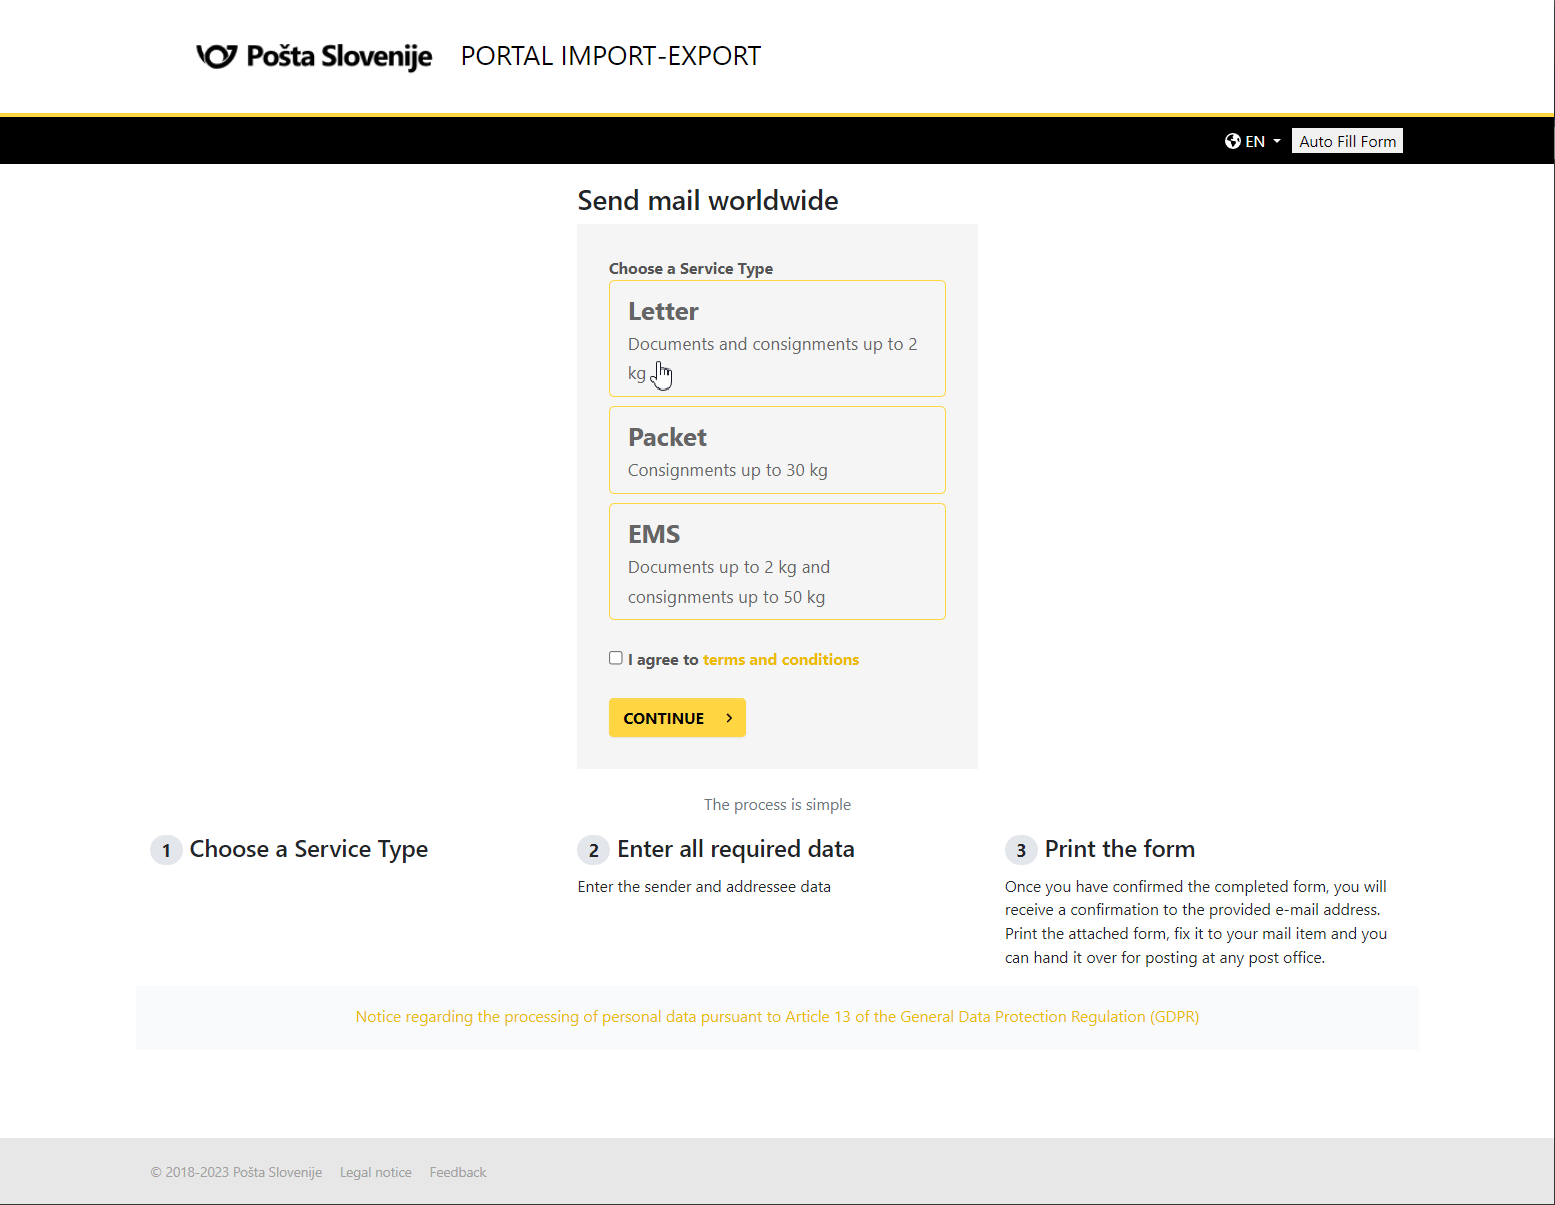 Pošta Slovenije PORTAL IMPORT-EXPORT
EN Auto Fill Form
Send mail worldwide
Choose a Service Type
Letter
Documents and consignments up to 2
kg
Packet
Consignments up to 30 kg
EMS
Documents up to 2 kg and
consignments up to 50 kg
I agree to terms and conditions
CONTINUE
The process is simple
1 Choose a Service Type
2 Enter all required data
Enter the sender and addressee data
3 Print the form
Once you have confirmed the completed form, you will
receive a confirmation to the provided e-mail address.
Print the attached form, fix it to your mail item and you
can hand it over for posting at any post office.
Notice regarding the processing of personal data pursuant to Article 13 of the General Data Protection Regulation (GDPR)
© 2018-2023 Pošta Slovenije Legal notice Feedback